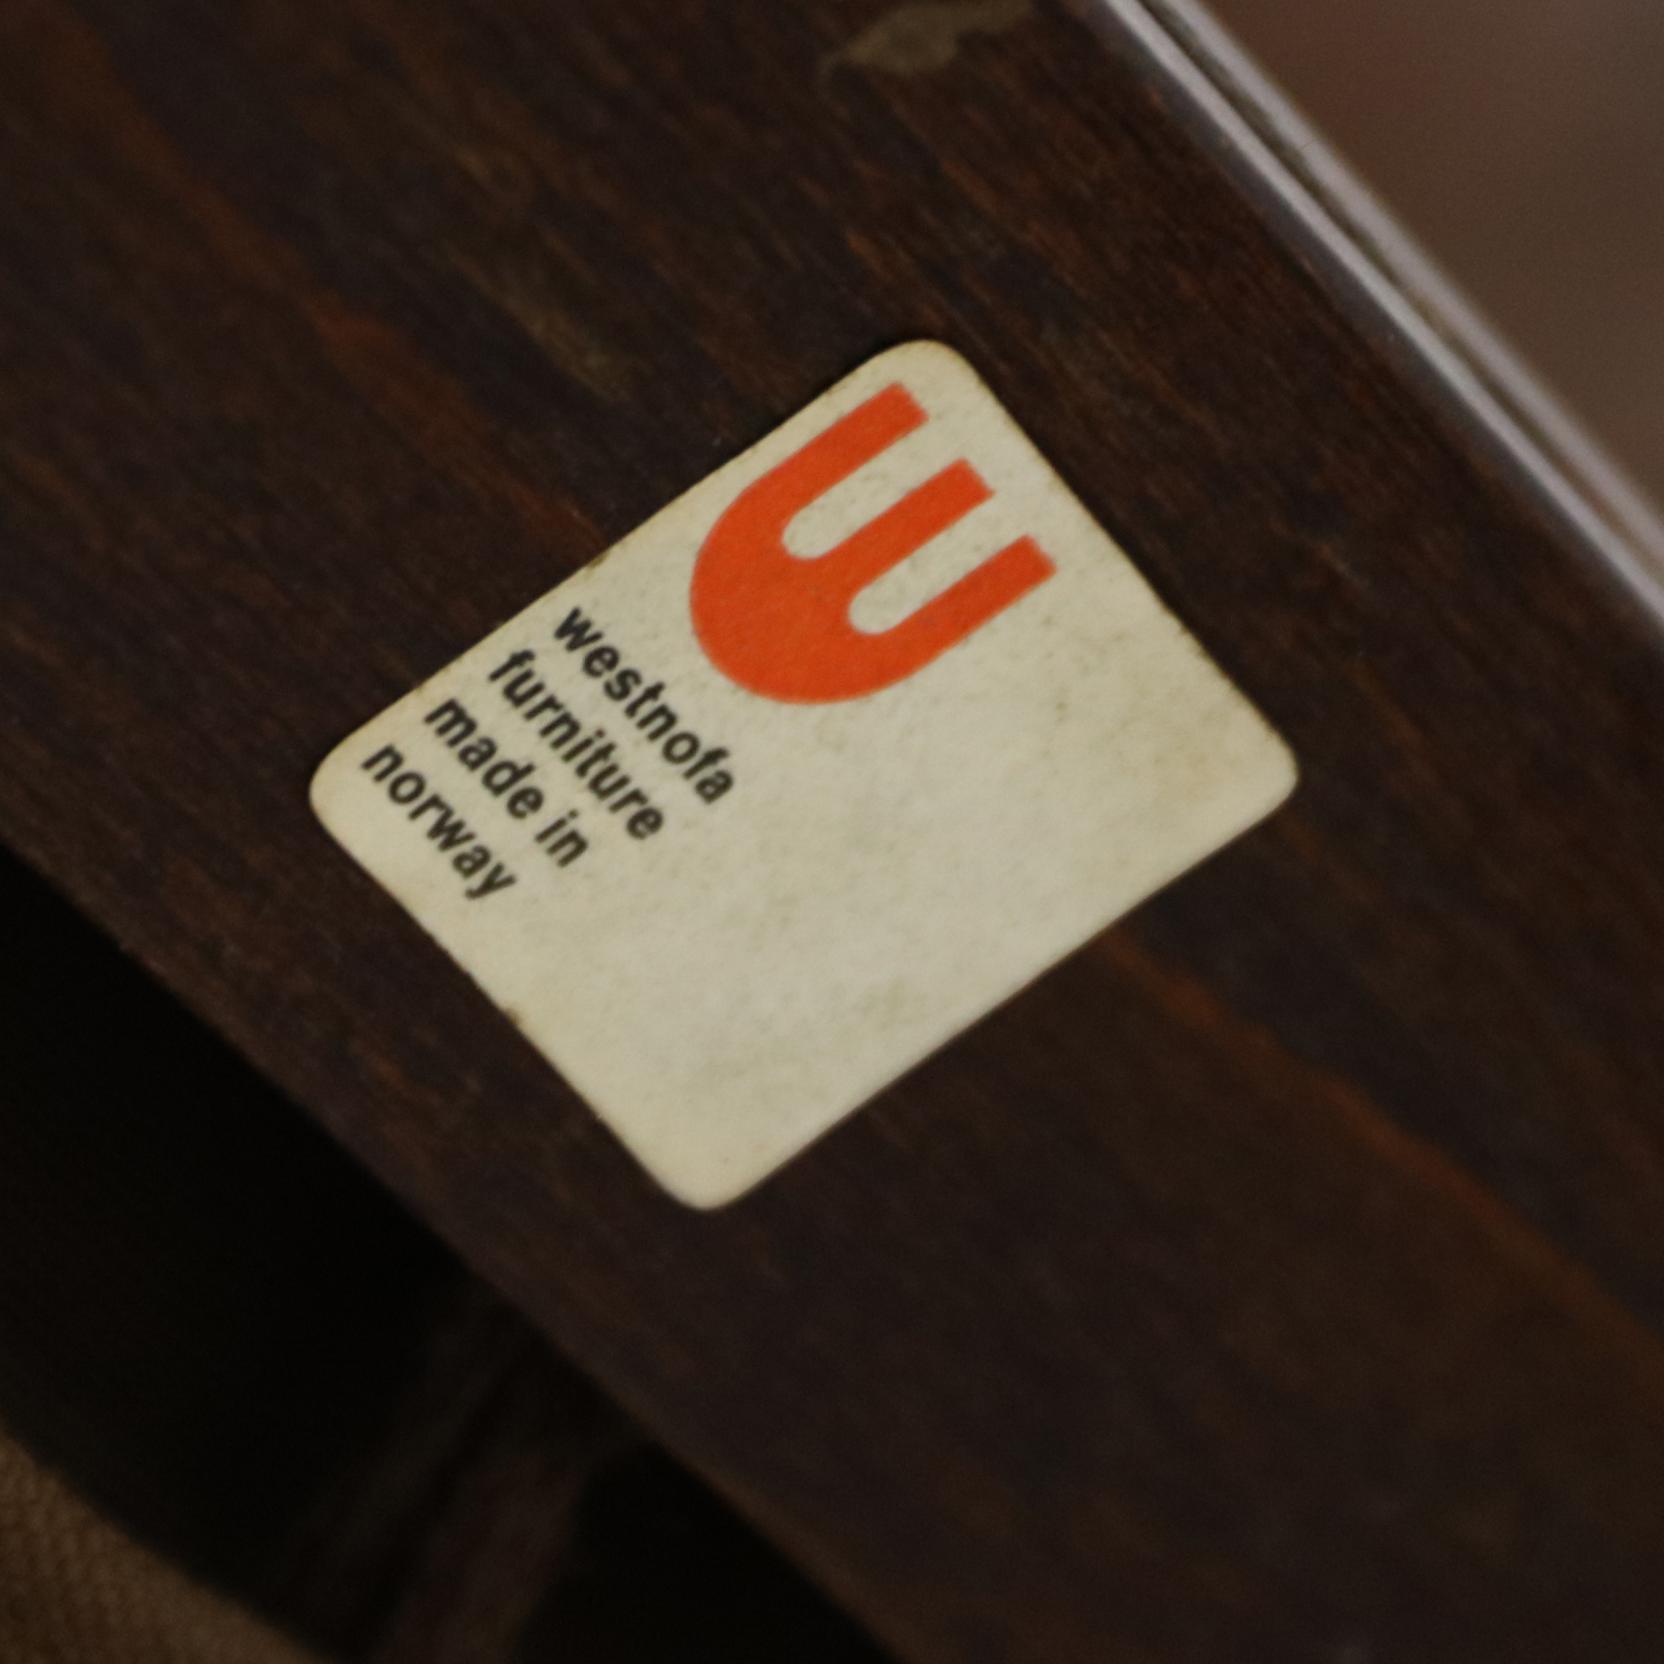 westnofa
furniture
made in
norway